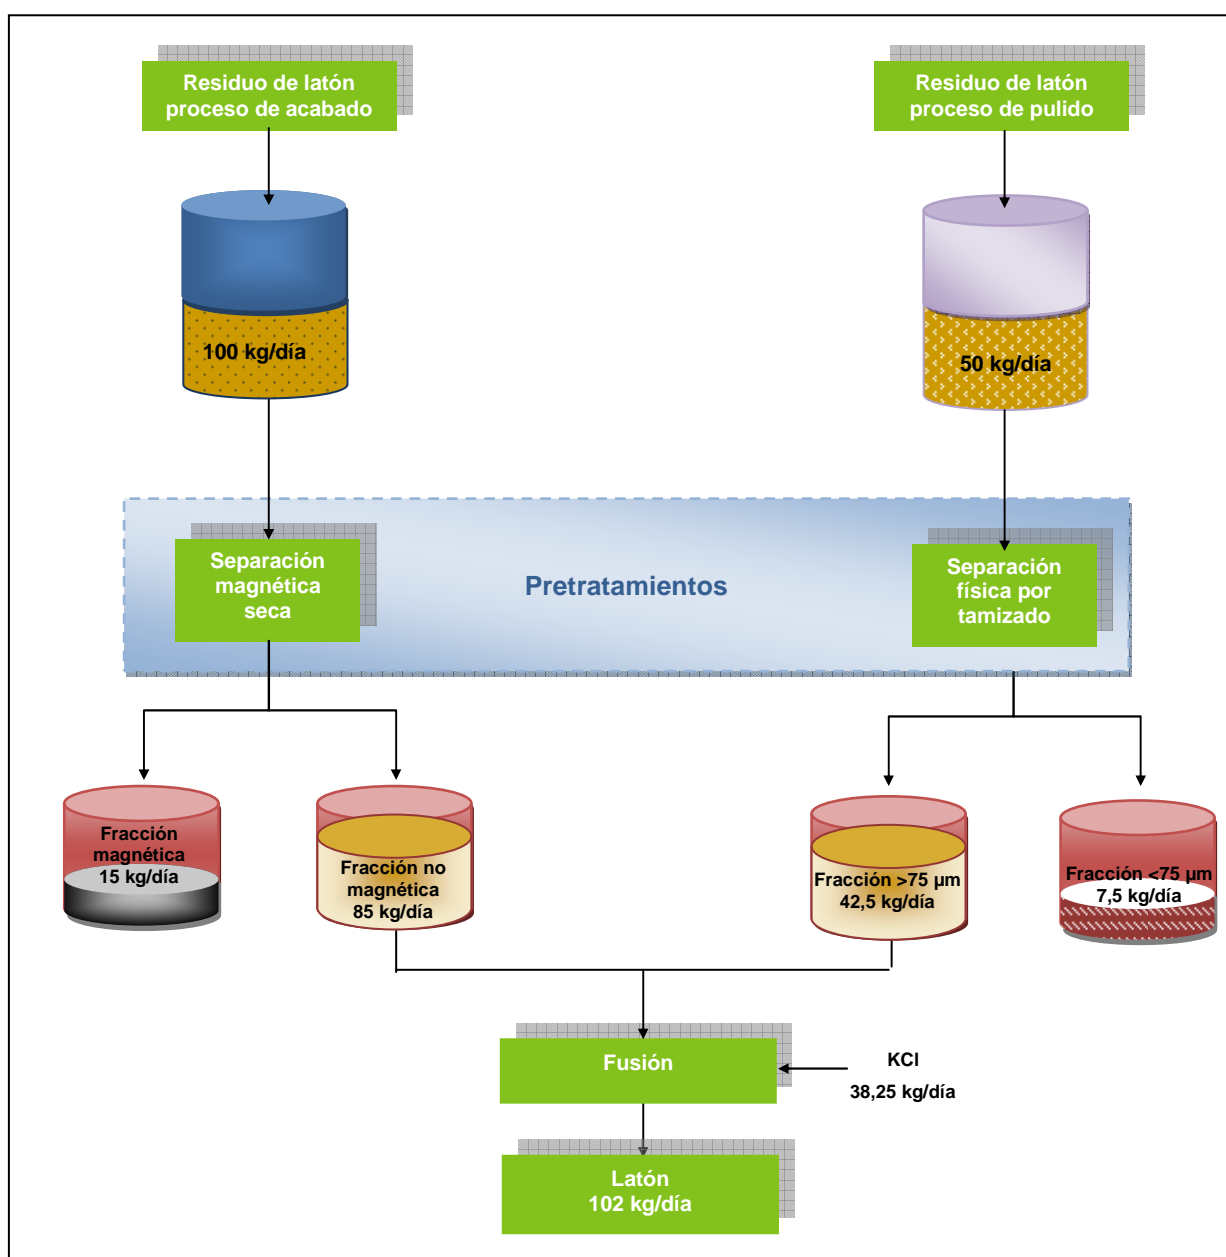 Residuo de latón
proceso de acabado
Residuo de latón
proceso de pulido
100 kg/día
50 kg/día
Separación
magnética
seca
Pretratamientos
Separación
física por
tamizado
Fracción
magnética
15 kg/día
Fracción no
magnética
85 kg/día
Fracción >75 µm
42,5 kg/día
Fracción <75 µm
7,5 kg/día
Fusión
KCl
38,25 kg/día
Latón
102 kg/día